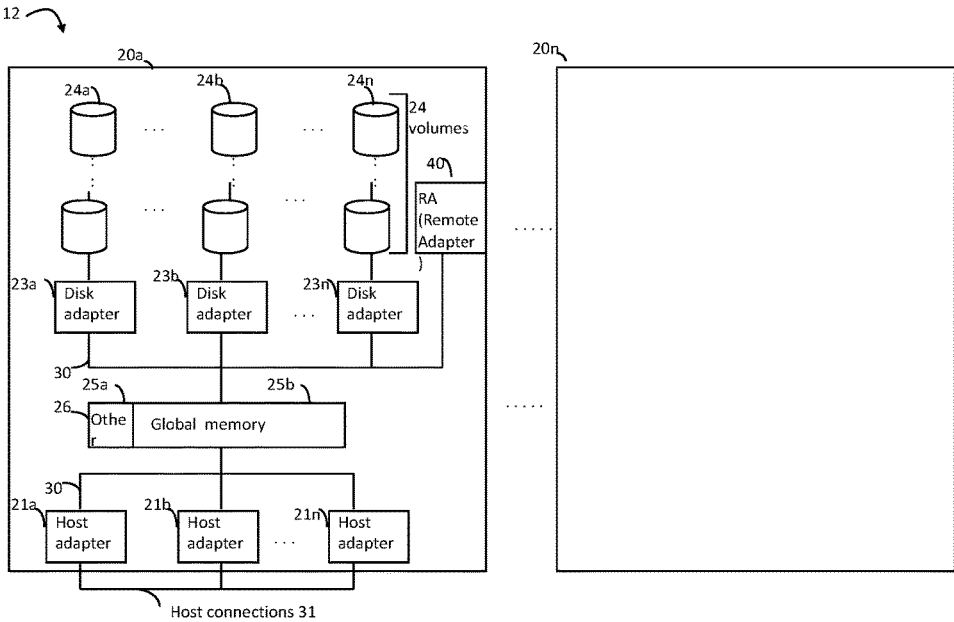 12
20a
20n
24a
24b
24n
24
volumes
40
RA
(Remote
Adapter
)
23a
Disk
adapter
23b
Disk
adapter
23n
Disk
adapter
30
25a
25b
26
Othe
r
Global memory
30
21a
Host
adapter
21b
Host
adapter
21n
Host
adapter
Host connections 31